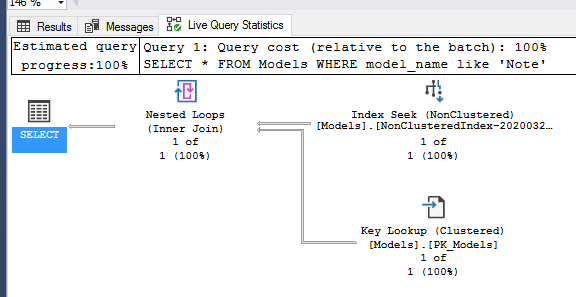 146 %
Results
Messages
Live Query Statistics
Estimated query progress:100%
Query 1: Query cost (relative to the batch): 100%
SELECT * FROM Models WHERE model_name like 'Note'
SELECT
Nested Loops
(Inner Join)
1 of
1 (100%)
Index Seek (NonClustered)
[Models].[NonClusteredIndex-2020032…
1 of
1 (100%)
Key Lookup (Clustered)
[Models].[PK_Models]
1 of
1 (100%)